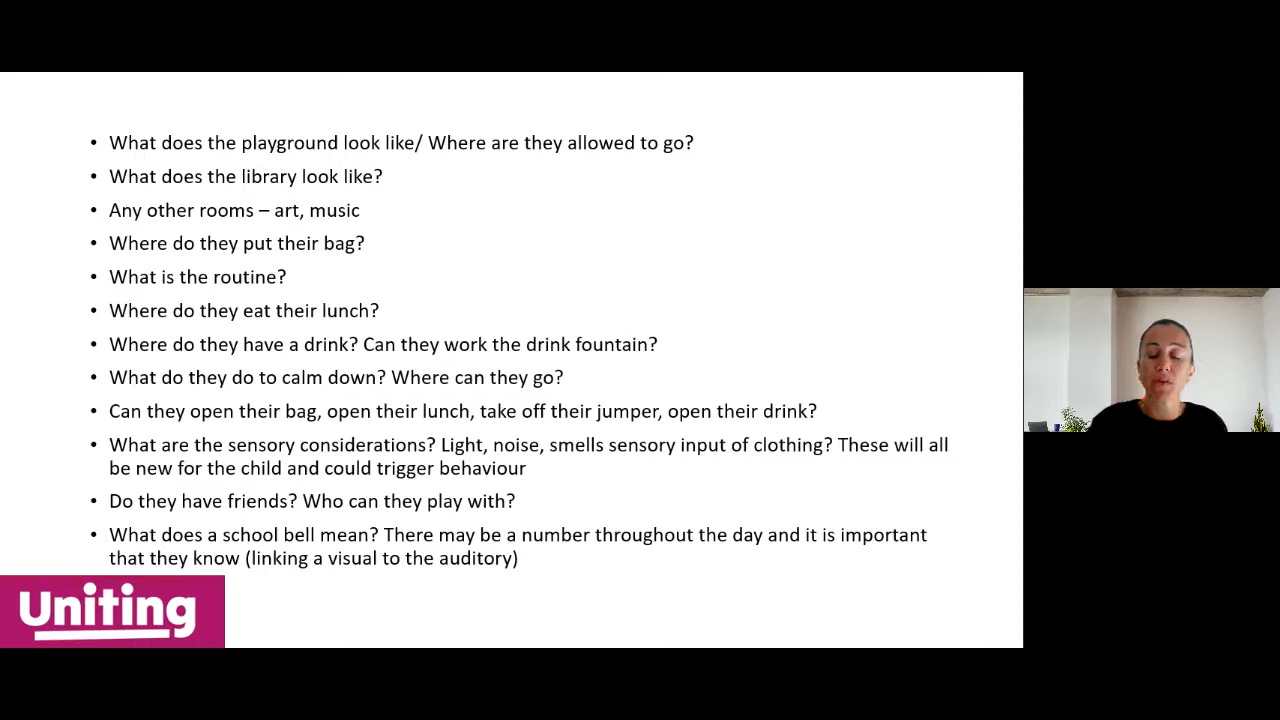 • What does the playground look like/ Where are they allowed to go?
• What does the library look like?
• Any other rooms – art, music
• Where do they put their bag?
• What is the routine?
• Where do they eat their lunch?
• Where do they have a drink? Can they work the drink fountain?
• What do they do to calm down? Where can they go?
• Can they open their bag, open their lunch, take off their jumper, open their drink?
• What are the sensory considerations? Light, noise, smells sensory input of clothing? These will all
be new for the child and could trigger behaviour
• Do they have friends? Who can they play with?
• What does a school bell mean? There may be a number throughout the day and it is important
that they know (linking a visual to the auditory)
Uniting